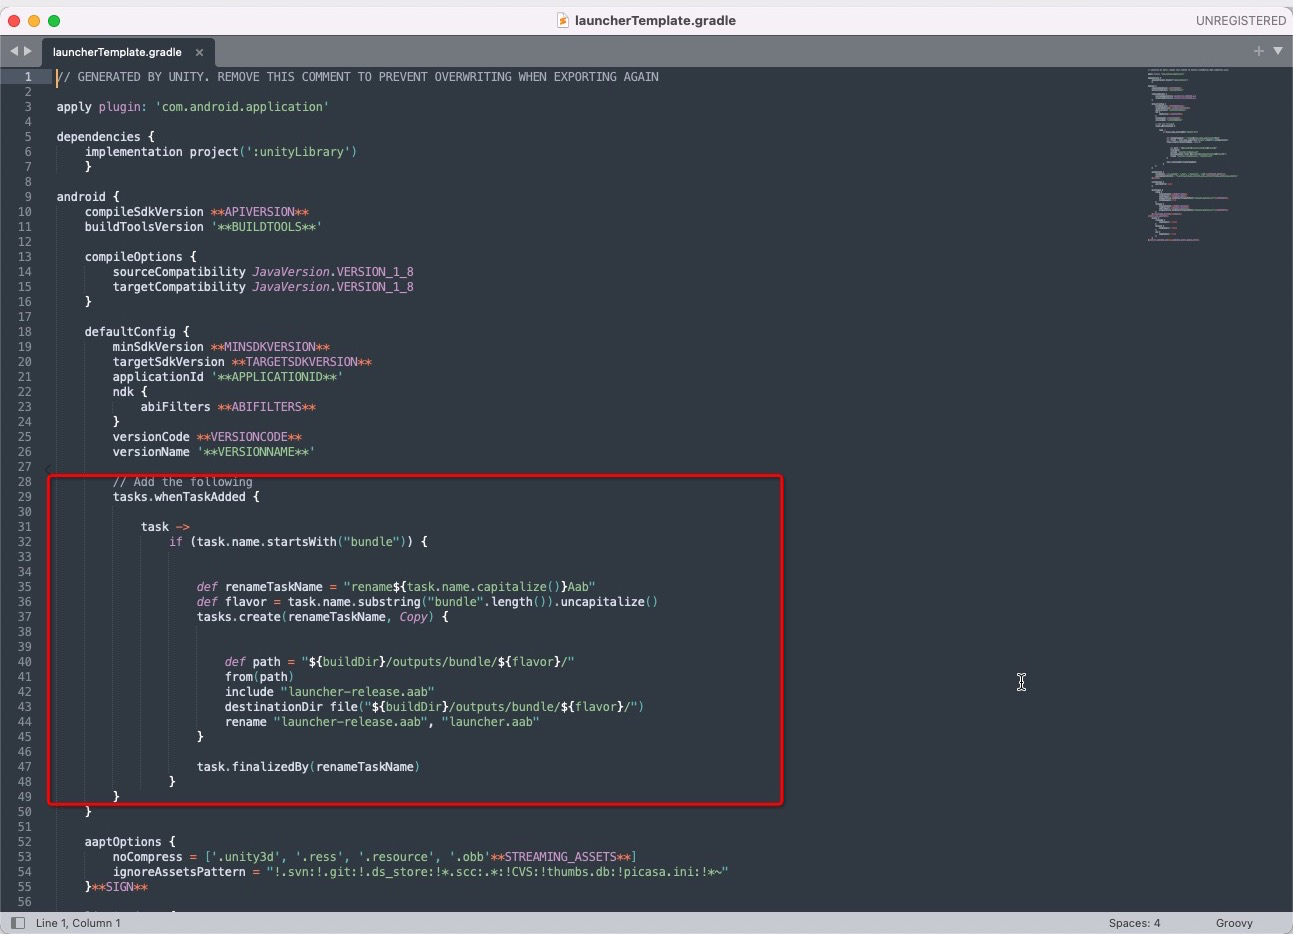 launcherTemplate.gradle
UNREGISTERED
launcherTemplate.gradle ×
1 // GENERATED BY UNITY. REMOVE THIS COMMENT TO PREVENT OVERWRITING WHEN EXPORTING AGAIN
2
3 apply plugin: 'com.android.application'
4
5 dependencies {
6 implementation project(':unityLibrary')
7 }
8
9 android {
10 compileSdkVersion **APIVERSION**
11 buildToolsVersion '**BUILDTOOLS**'
12
13 compileOptions {
14 sourceCompatibility JavaVersion.VERSION_1_8
15 targetCompatibility JavaVersion.VERSION_1_8
16 }
17
18 defaultConfig {
19 minSdkVersion **MINSDKVERSION**
20 targetSdkVersion **TARGETSDKVERSION**
21 applicationId '**APPLICATIONID**'
22 ndk {
23 abiFilters **ABIFILTERS**
24 }
25 versionCode **VERSIONCODE**
26 versionName '**VERSIONNAME**'
27
28 // Add the following
29 tasks.whenTaskAdded {
30
31 task ->
32 if (task.name.startsWith("bundle")) {
33
34
35 def renameTaskName = "rename${task.name.capitalize()}Aab"
36 def flavor = task.name.substring("bundle".length()).uncapitalize()
37 tasks.create(renameTaskName, Copy) {
38
39
40 def path = "${buildDir}/outputs/bundle/${flavor}/"
41 from(path)
42 include "launcher-release.aab"
43 destinationDir file("${buildDir}/outputs/bundle/${flavor}/")
44 rename "launcher-release.aab", "launcher.aab"
45 }
46
47 task.finalizedBy(renameTaskName)
48 }
49 }
50 }
51
52 aaptOptions {
53 noCompress = ['.unity3d', '.ress', '.resource', '.obb'**STREAMING_ASSETS**]
54 ignoreAssetsPattern = "!.svn:!.git:!.ds_store:!*.scc:.*:!CVS:!thumbs.db:!picasa.ini:!*~"
55 }**SIGN**
56
Line 1, Column 1
Spaces: 4
Groovy